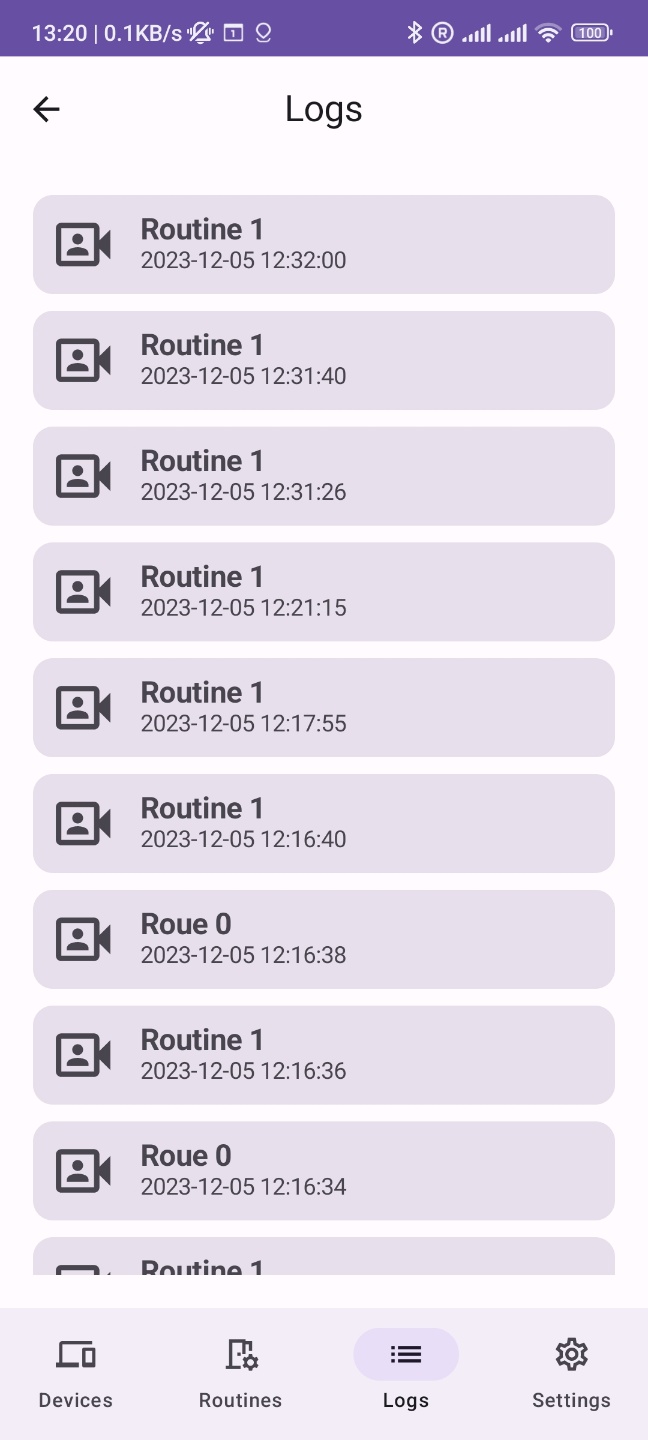 13:20 | 0.1KB/s 1 R 100
Logs
Routine 1
2023-12-05 12:32:00
Routine 1
2023-12-05 12:31:40
Routine 1
2023-12-05 12:31:26
Routine 1
2023-12-05 12:21:15
Routine 1
2023-12-05 12:17:55
Routine 1
2023-12-05 12:16:40
Roue 0
2023-12-05 12:16:38
Routine 1
2023-12-05 12:16:36
Roue 0
2023-12-05 12:16:34
Routine 1
Devices Routines Logs Settings